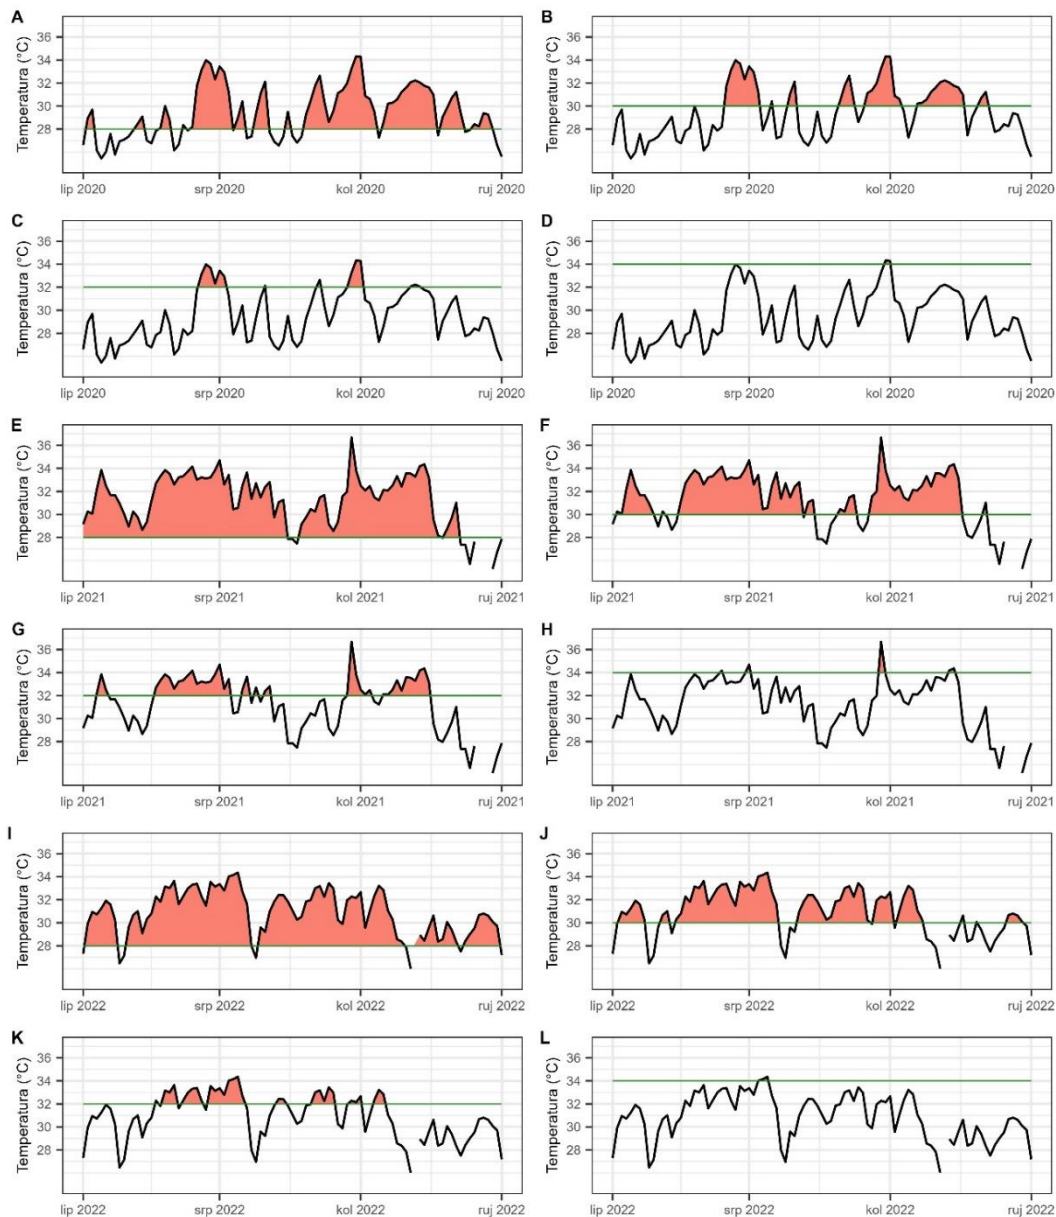 A B
Temperatura (°C) 36 34 30 28 Temperatura (°C) 36 34 30 28
lip 2020 srp 2020 kol 2020 ruj 2020 lip 2020 srp 2020 kol 2020 ruj 2020
C D
Temperatura (°C) 36 34 32 30 28 Temperatura (°C) 36 34 32 30 28
lip 2020 srp 2020 kol 2020 ruj 2020 lip 2020 srp 2020 kol 2020 ruj 2020
E F
Temperatura (°C) 36 34 32 30 28 Temperatura (°C) 36 34 32 30 28
lip 2021 srp 2021 kol 2021 ruj 2021 lip 2021 srp 2021 kol 2021 ruj 2021
G H
Temperatura (°C) 36 34 32 30 28 Temperatura (°C) 36 34 32 30 28
lip 2021 srp 2021 kol 2021 ruj 2021 lip 2021 srp 2021 kol 2021 ruj 2021
I J
Temperatura (°C) 36 34 32 30 28 Temperatura (°C) 36 34 32 30 28
lip 2022 srp 2022 kol 2022 ruj 2022 lip 2022 srp 2022 kol 2022 ruj 2022
K L
Temperatura (°C) 36 34 32 30 28 Temperatura (°C) 36 34 32 30 28
lip 2022 srp 2022 kol 2022 ruj 2022 lip 2022 srp 2022 kol 2022 ruj 2022